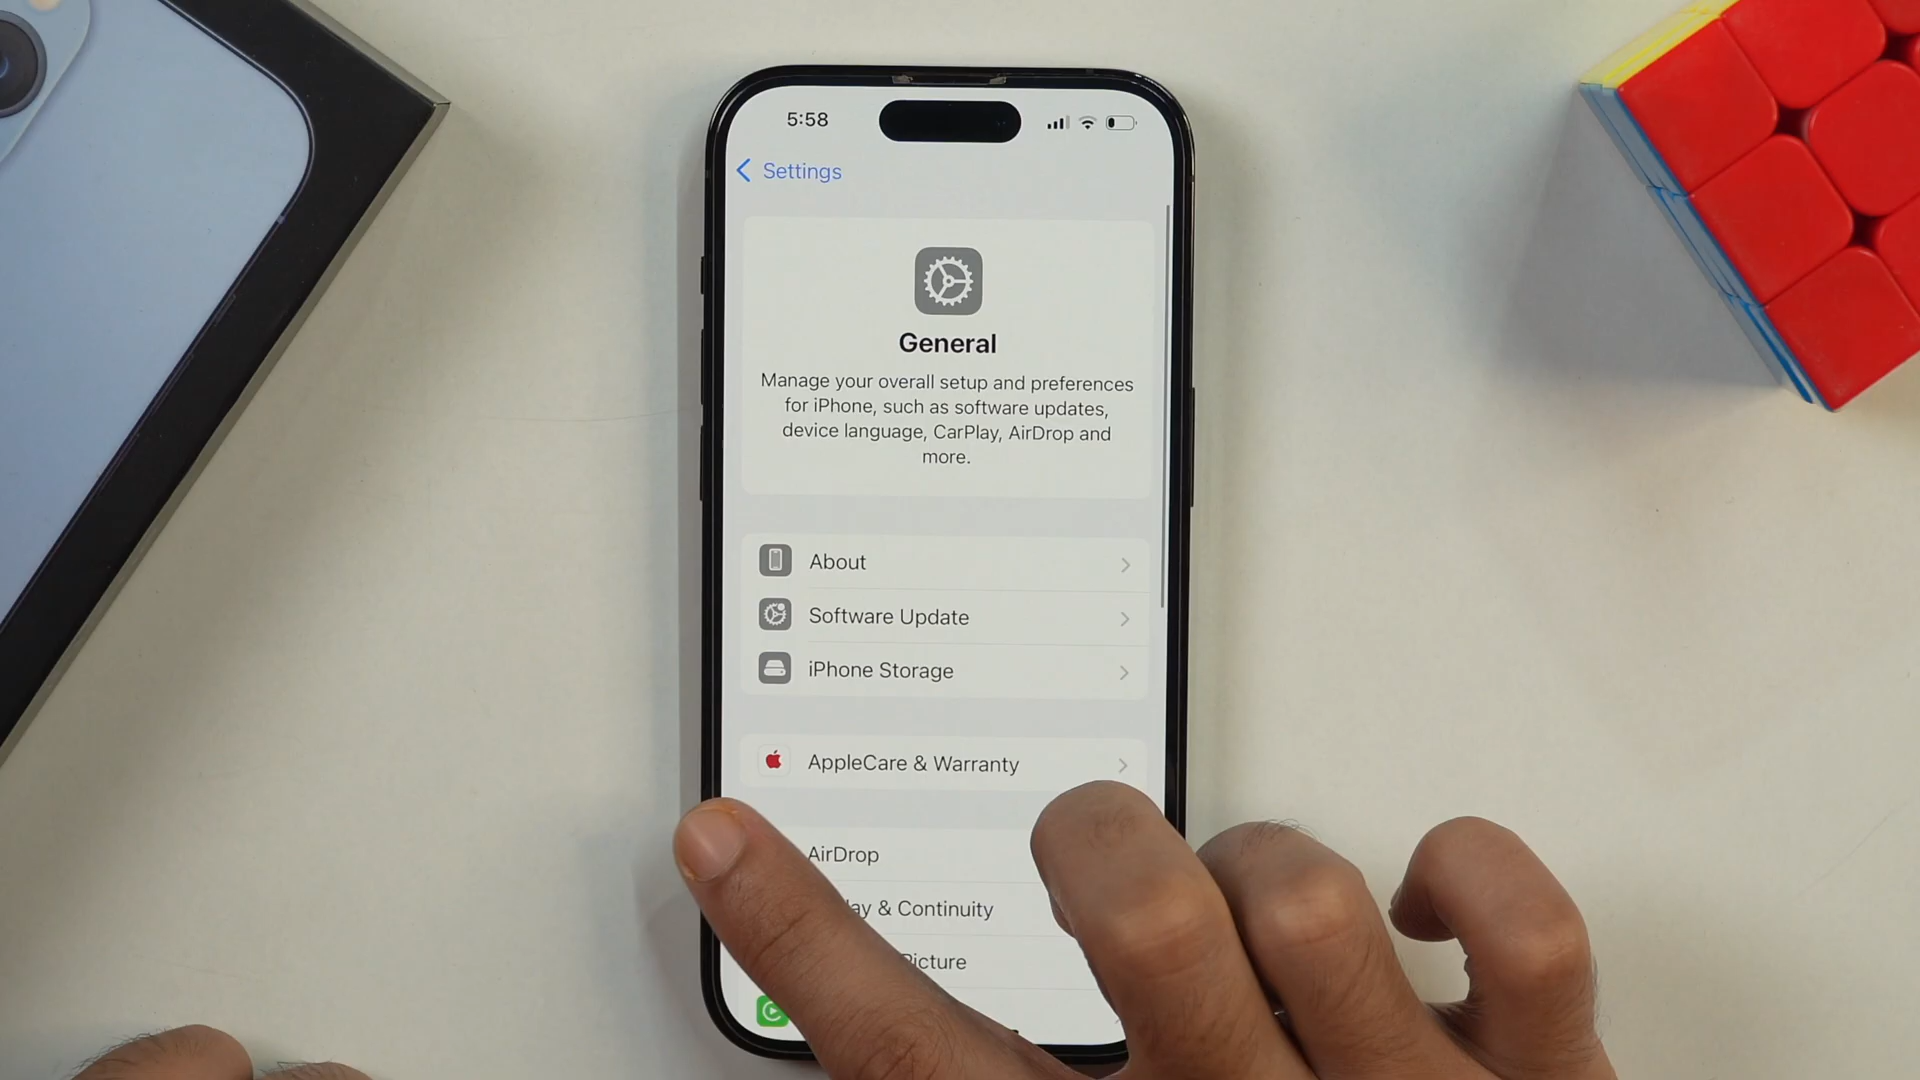 5:58
Settings
General
Manage your overall setup and preferences
for iPhone, such as software updates,
device language, CarPlay, AirDrop and
more.
About
Software Update
iPhone Storage
AppleCare & Warranty
AirDrop
& Continuity
Picture